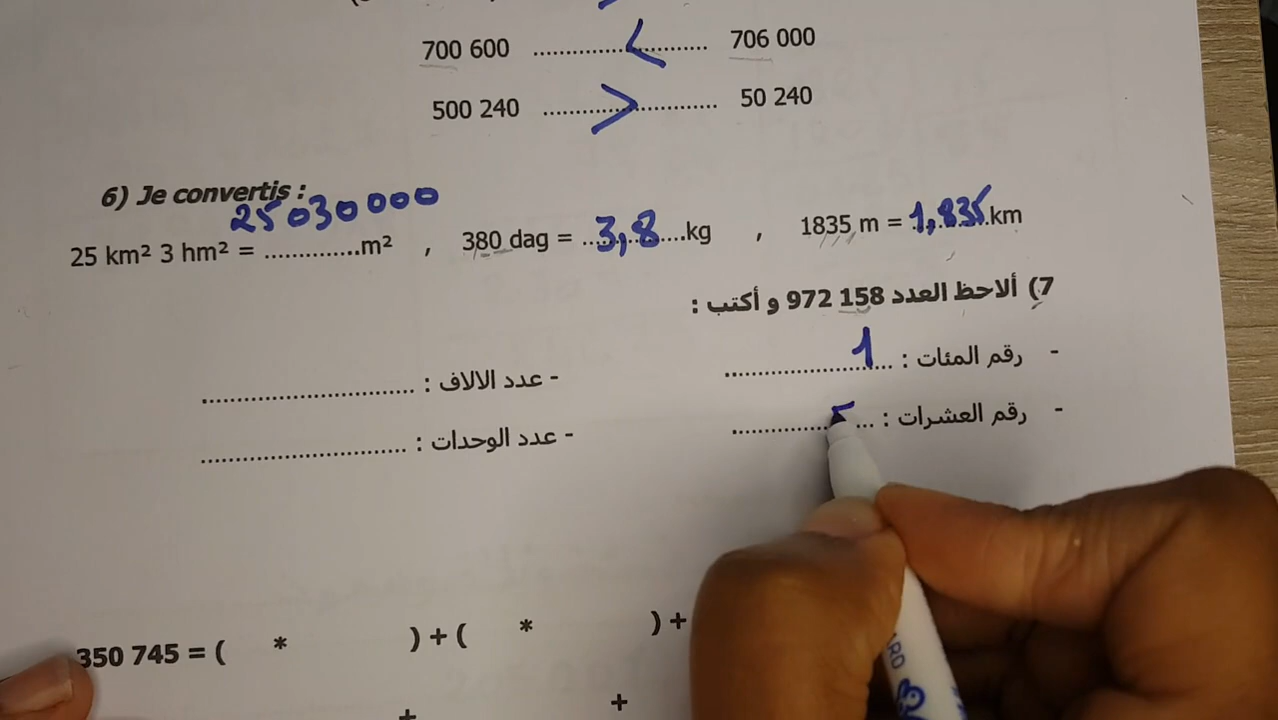 700 600 .................<................. 706 000
500 240 .................>................. 50 240
6) Je convertis :
25 km² 3 hm² = 25030000 m² , 380 dag = 3,8 kg , 1835 m = 1,835 km
7) ألاحظ العدد 158 972 و أكتب :
- رقم المئات : 1
- عدد الالاف : ..............................
- رقم العشرات : 5
- عدد الوحدات : ..............................
350 745 = ( * ) + ( * ) +
+ +